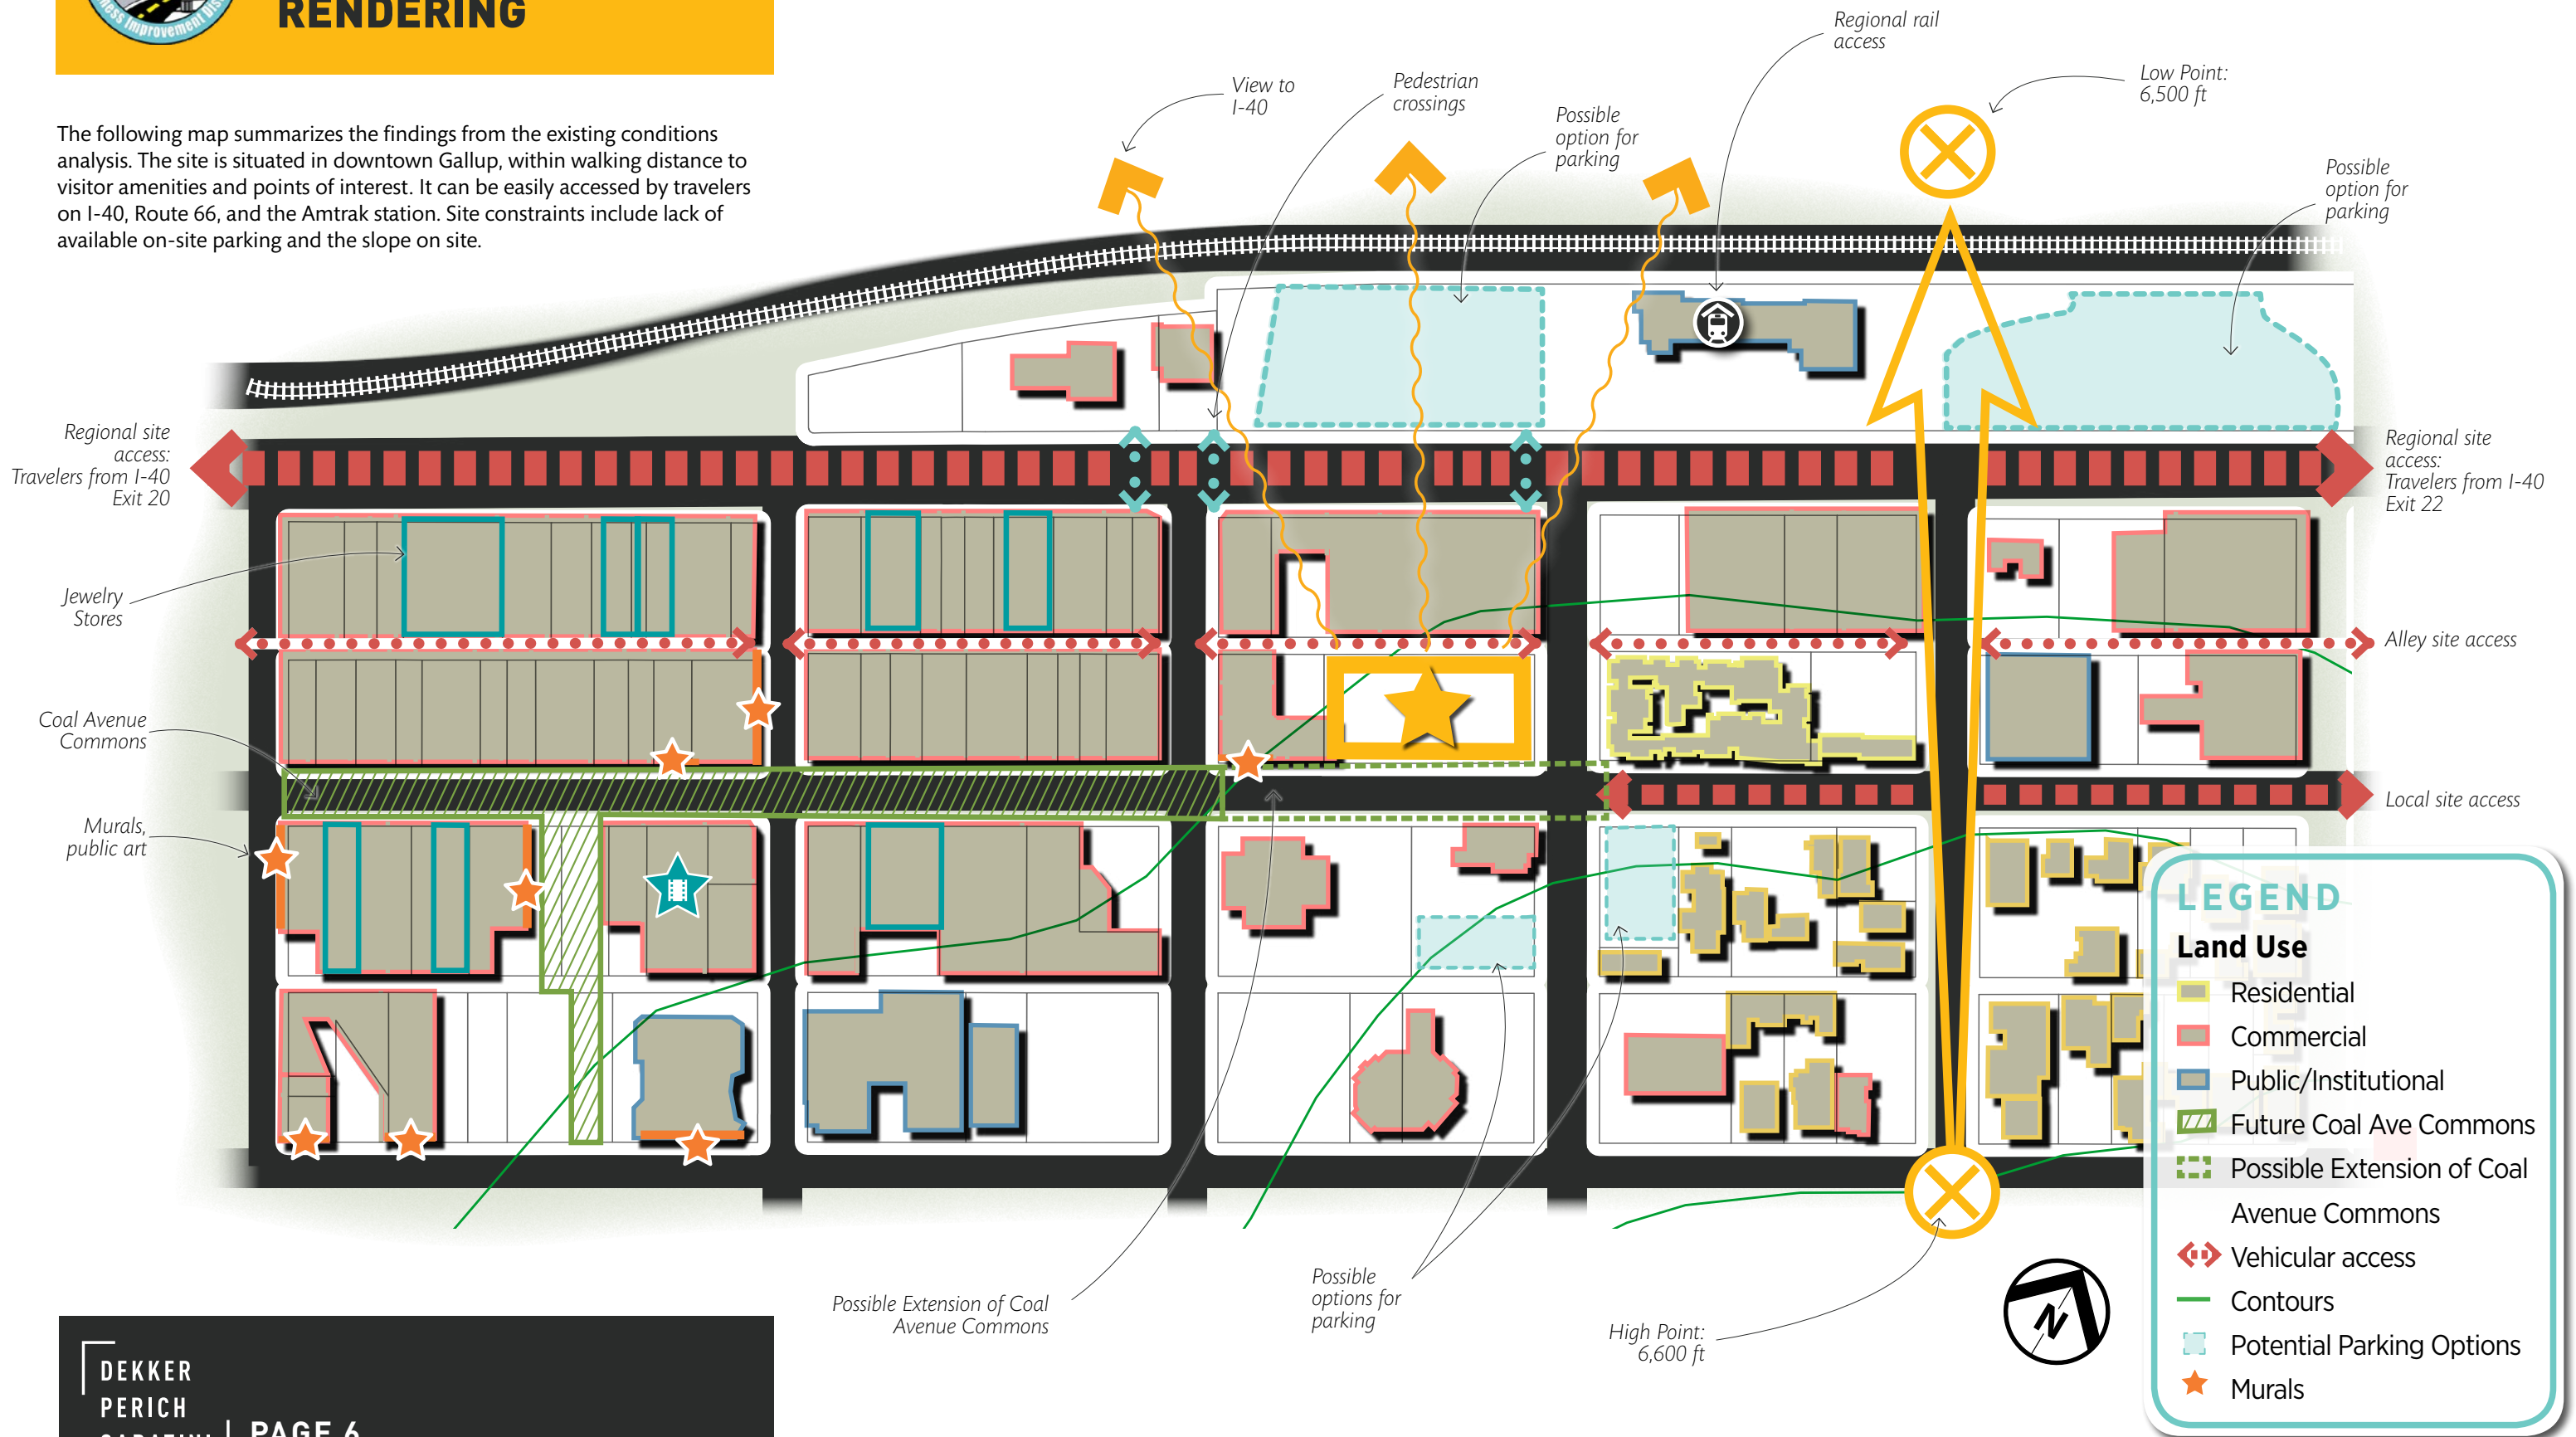 ness Improvement Dist
RENDERING
The following map summarizes the findings from the existing conditions
analysis. The site is situated in downtown Gallup, within walking distance to
visitor amenities and points of interest. It can be easily accessed by travelers
on I-40, Route 66, and the Amtrak station. Site constraints include lack of
available on-site parking and the slope on site.
View to
I-40
Pedestrian
crossings
Possible
option for
parking
Regional rail
access
Low Point:
6,500 ft
Possible
option for
parking
Regional site
access:
Travelers from I-40
Exit 20
Regional site
access:
Travelers from I-40
Exit 22
Jewelry
Stores
Alley site access
Coal Avenue
Commons
Local site access
Murals,
public art
Possible Extension of Coal
Avenue Commons
Possible
options for
parking
High Point:
6,600 ft
N
LEGEND
Land Use
Residential
Commercial
Public/Institutional
Future Coal Ave Commons
Possible Extension of Coal
Avenue Commons
Vehicular access
Contours
Potential Parking Options
Murals
DEKKER
PERICH
SABATINI | PAGE 6